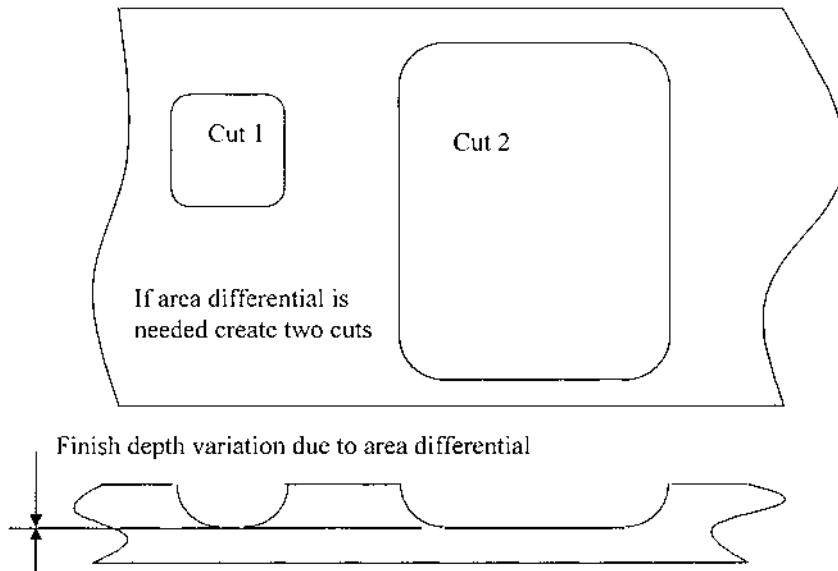 Cut 1
Cut 2
If area differential is
needed create two cuts
Finish depth variation due to area differential